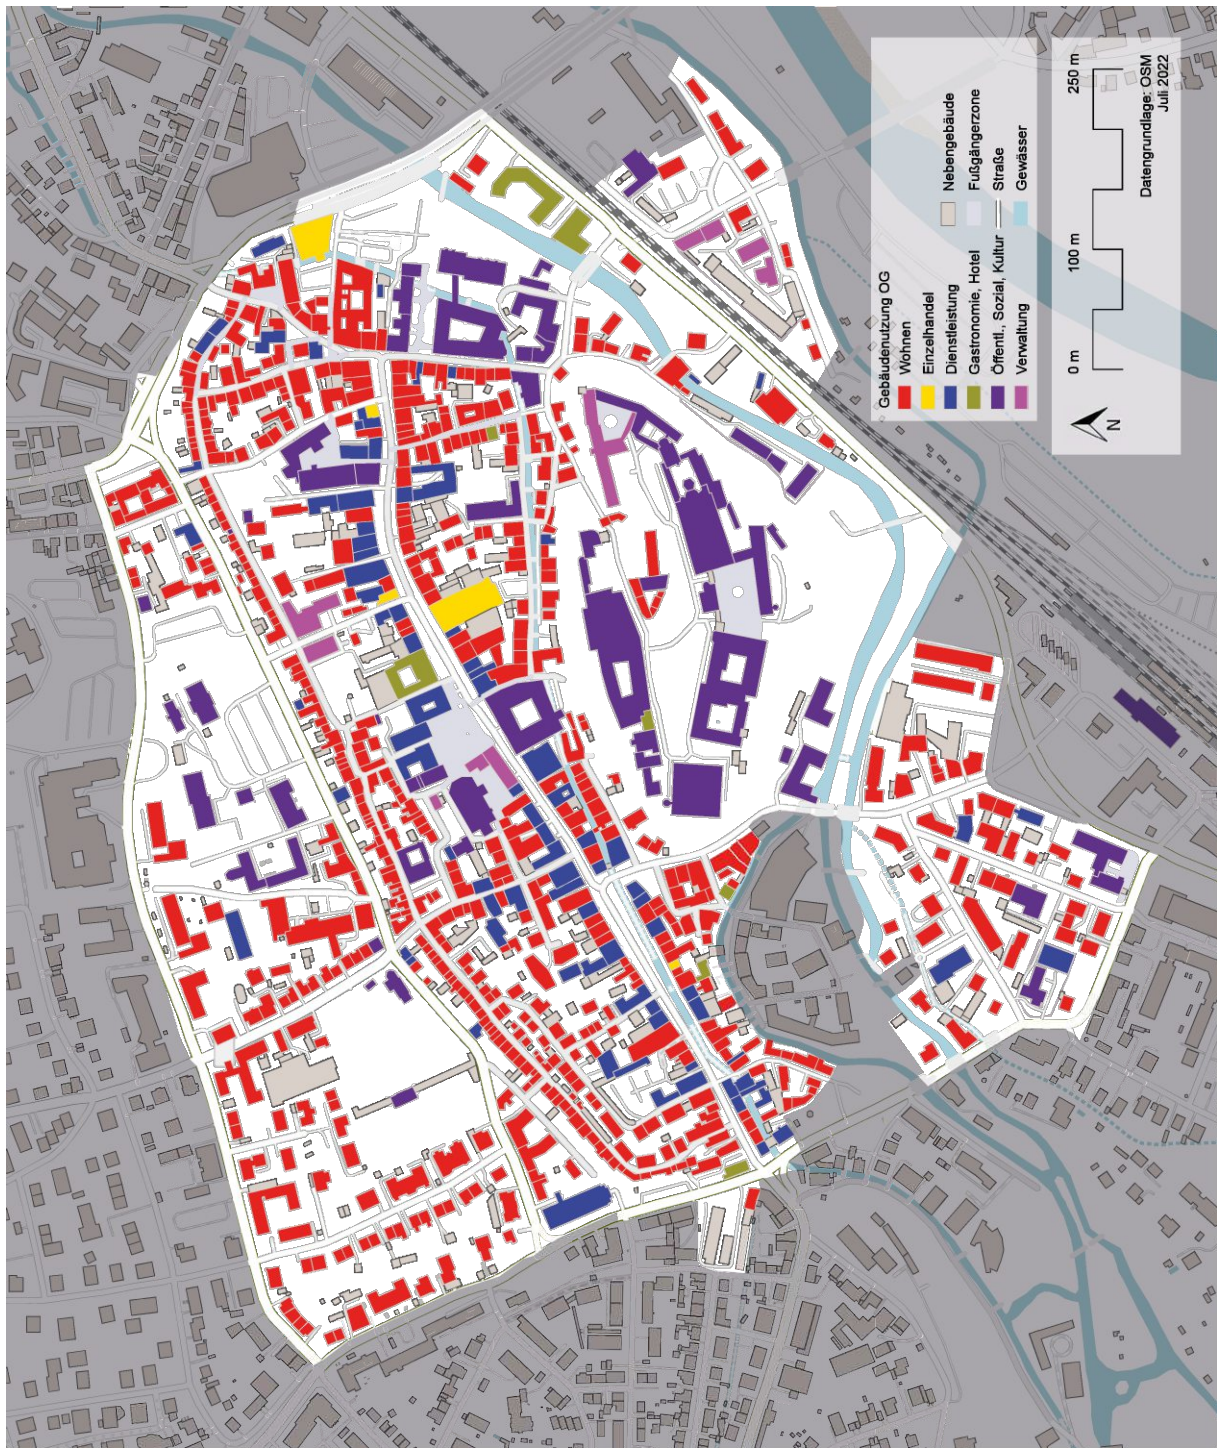 Gebäudenutzung OG
Wohnen
Einzelhandel
Dienstleistung
Gastronomie, Hotel
Öffentl., Sozial, Kultur
Verwaltung
Nebengebäude
Fußgängerzone
Straße
Gewässer
N
0 m
100 m
250 m
Datengrundlage: OSM
Juli 2022